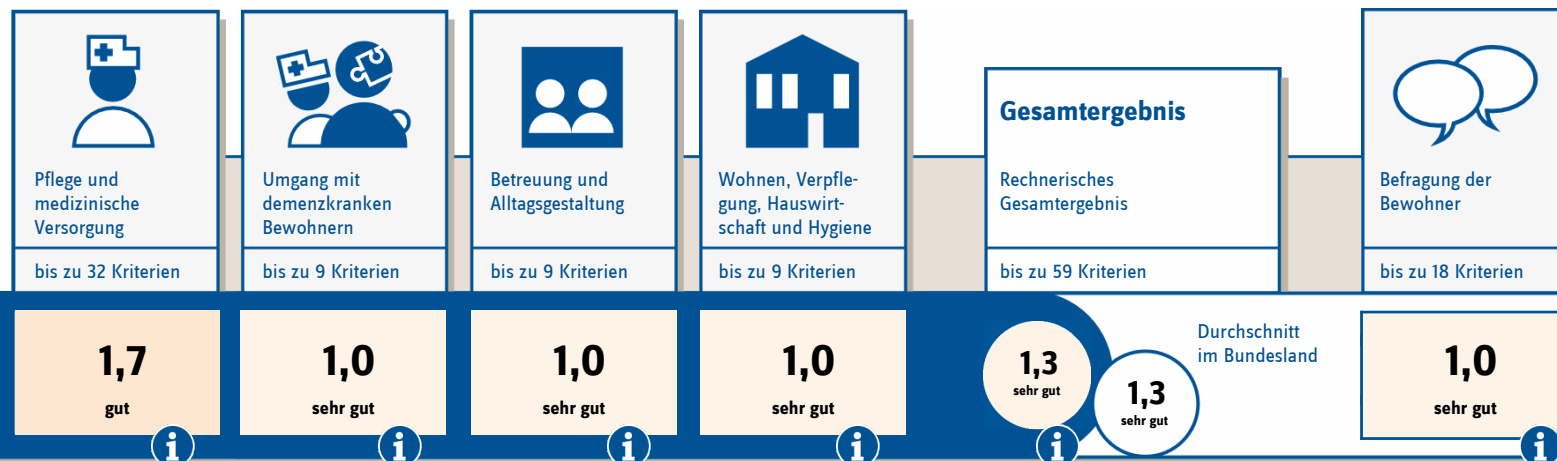 Pflege und
medizinische
Versorgung
bis zu 32 Kriterien
1,7
gut
Umgang mit
demenzkranken
Bewohnern
bis zu 9 Kriterien
1,0
sehr gut
Betreuung und
Alltagsgestaltung
bis zu 9 Kriterien
1,0
sehr gut
Wohnen, Verpfle-
gung, Hauswirt-
schaft und Hygiene
bis zu 9 Kriterien
1,0
sehr gut
Gesamtergebnis
Rechnerisches
Gesamtergebnis
bis zu 59 Kriterien
1,3
sehr gut
Durchschnitt
im Bundesland
1,3
sehr gut
Befragung der
Bewohner
bis zu 18 Kriterien
1,0
sehr gut